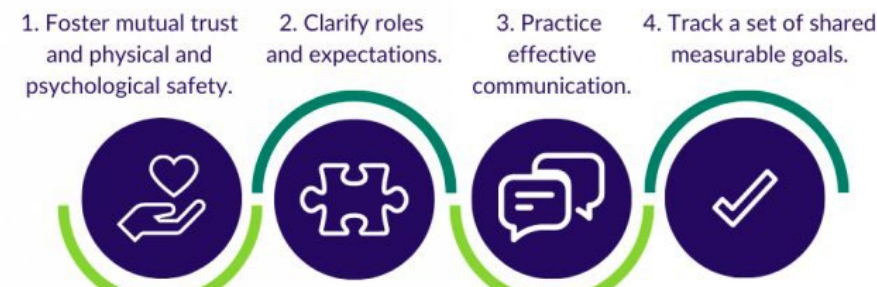 1. Foster mutual trust
and physical and
psychological safety.
2. Clarify roles
and expectations.
3. Practice
effective
communication.
4. Track a set of shared
measurable goals.